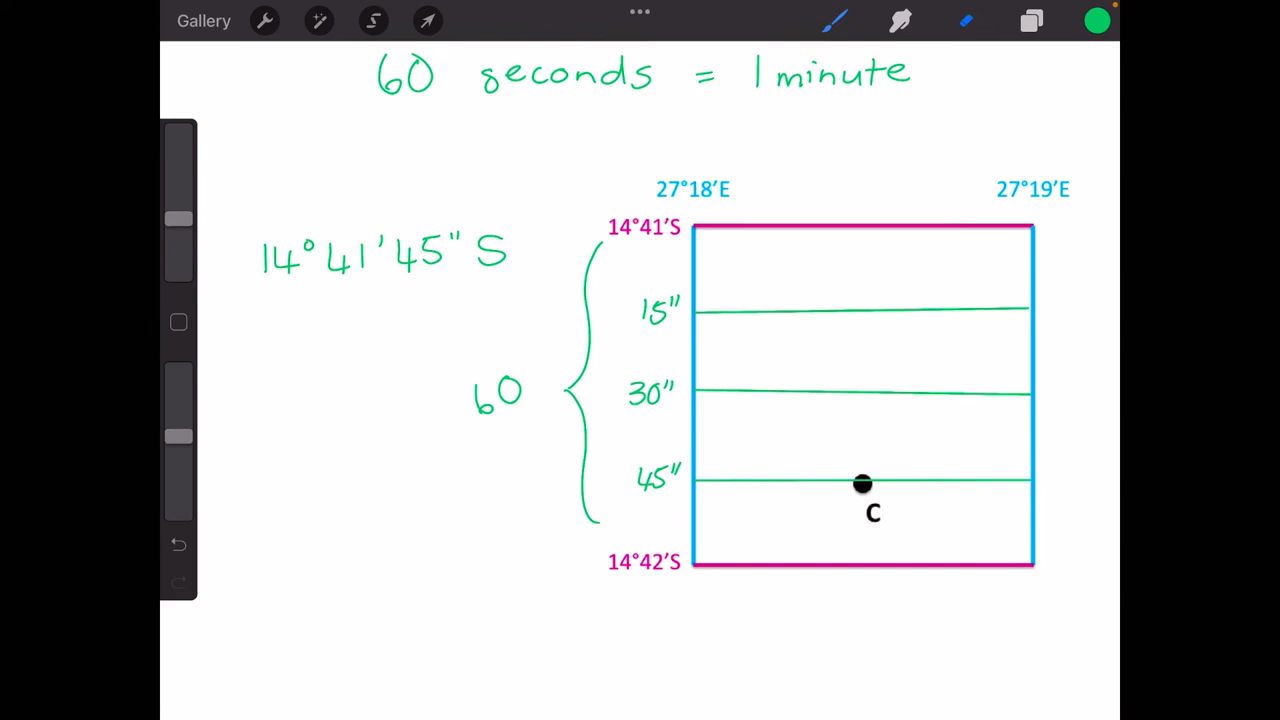 Gallery
60 seconds = 1 minute
27°18'E 27°19'E
14°41'S
14°41'45" S
15"
30"
60
45"
C
14°42'S